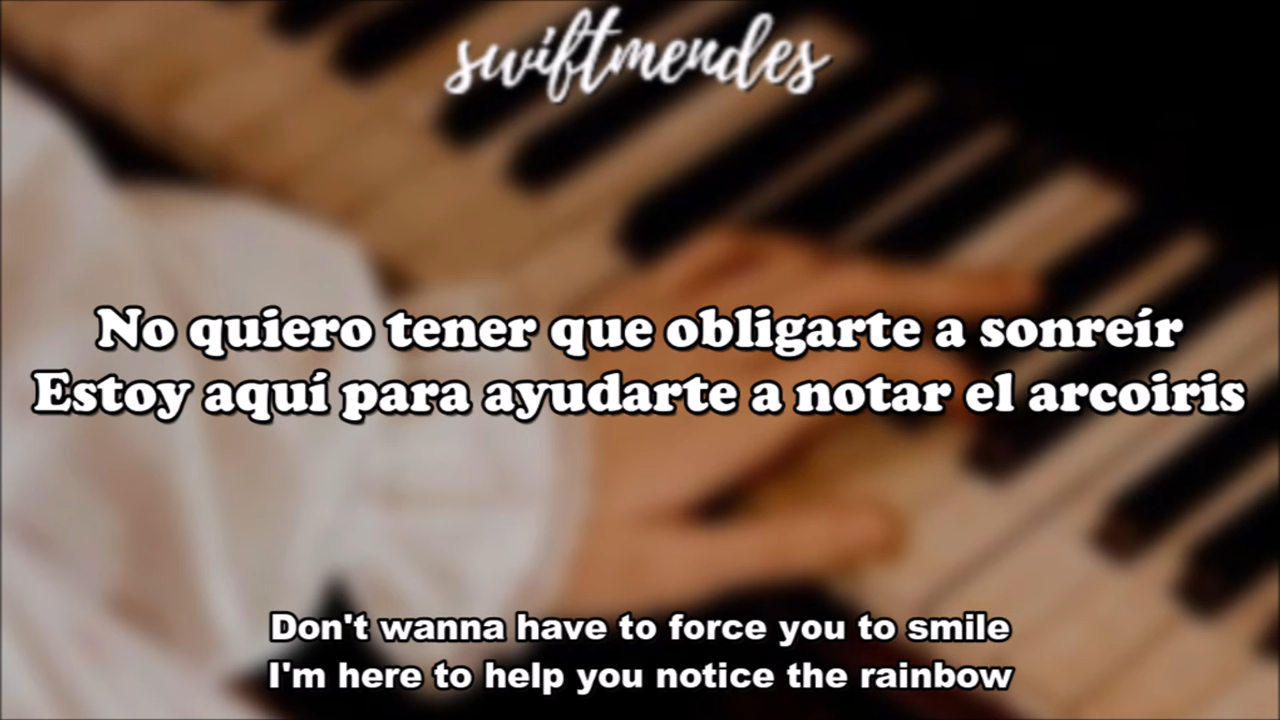 swiftmendes
No quiero tener que obligarte a sonreír
Estoy aquí para ayudarte a notar el arcoiris
Don't wanna have to force you to smile
I'm here to help you notice the rainbow